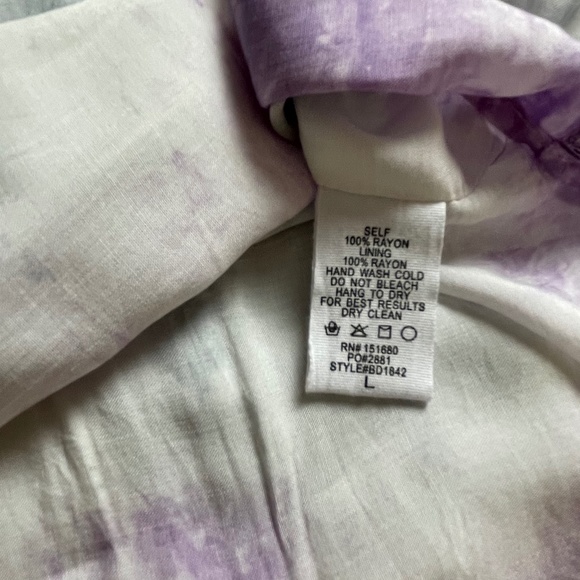 SELF
100% RAYON
LINING
100% RAYON
HAND WASH COLD
DO NOT BLEACH
HANG TO DRY
FOR BEST RESULTS
DRY CLEAN
RN# 151680
PO#2881
STYLE#BD1842
L